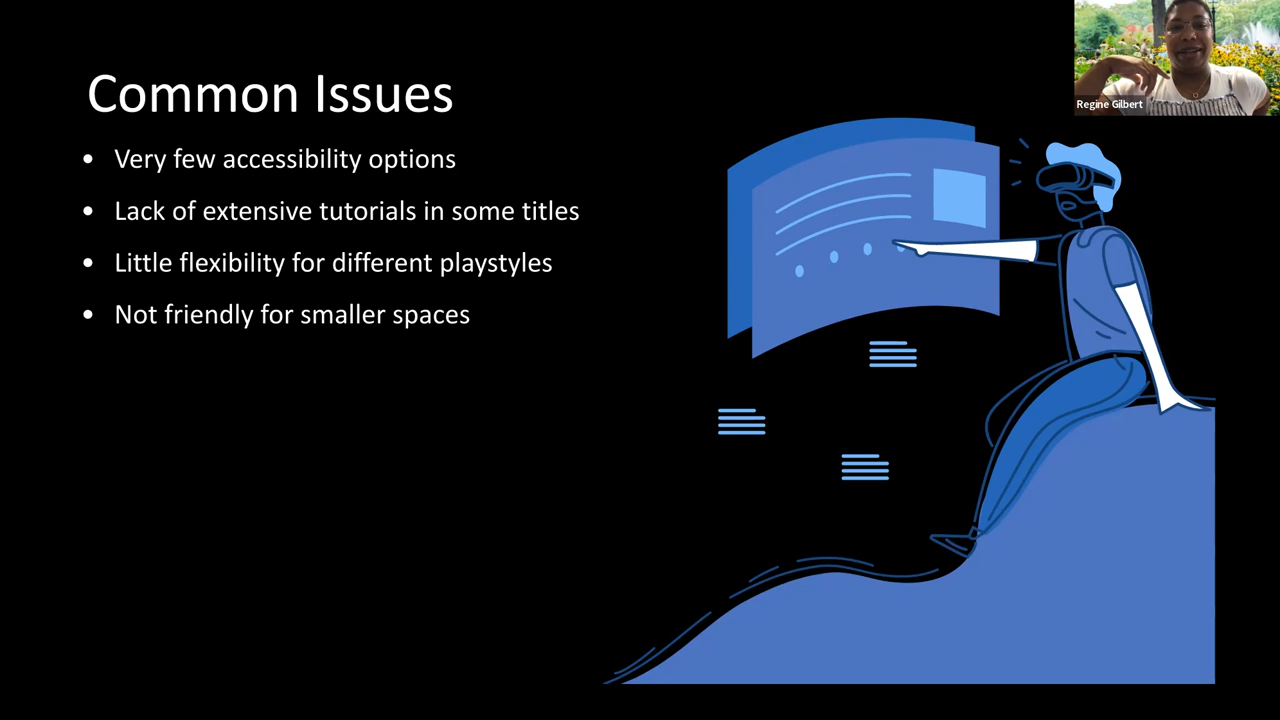 Common Issues
• Very few accessibility options
• Lack of extensive tutorials in some titles
• Little flexibility for different playstyles
• Not friendly for smaller spaces
Regine Gilbert